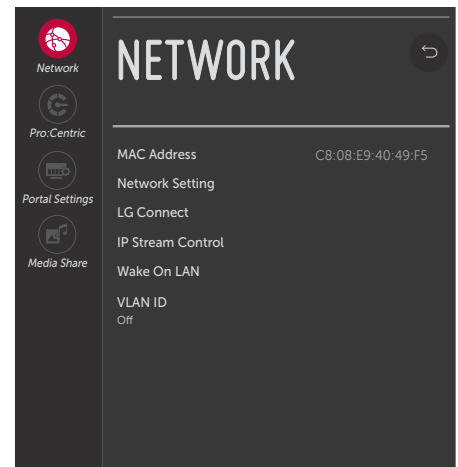 Network
Pro:Centric
Portal Settings
Media Share
NETWORK
MAC Address C8:08:E9:40:49:F5
Network Setting
LG Connect
IP Stream Control
Wake On LAN
VLAN ID
Off